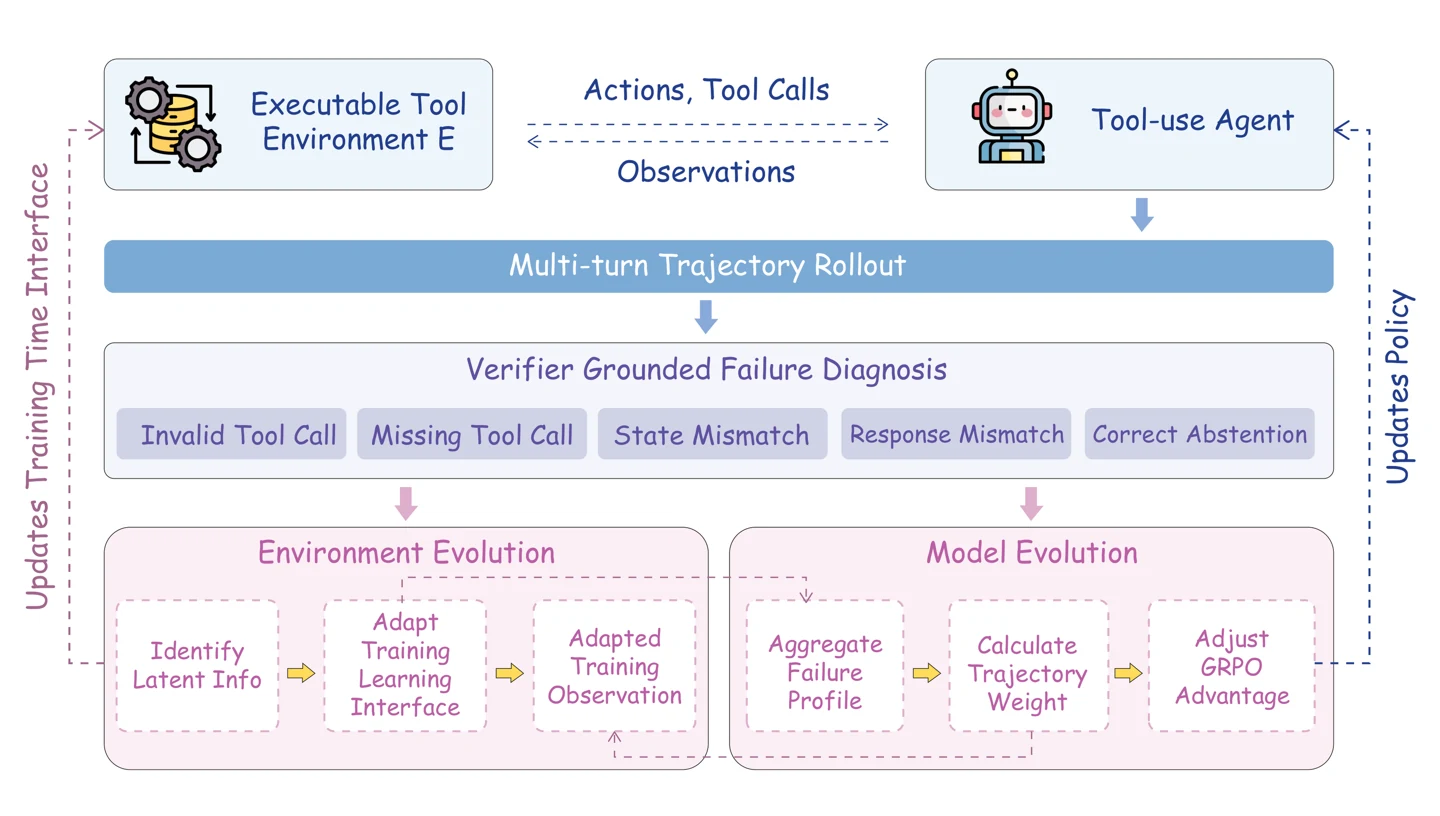 Executable Tool
Environment E
Actions, Tool Calls
Observations
Tool-use Agent
Updates Training Time Interface
Multi-turn Trajectory Rollout
Updates Policy
Verifier Grounded Failure Diagnosis
Invalid Tool Call
Missing Tool Call
State Mismatch
Response Mismatch
Correct Abstention
Environment Evolution
Identify
Latent Info
Adapt
Training
Learning
Interface
Adapted
Training
Observation
Model Evolution
Aggregate
Failure
Profile
Calculate
Trajectory
Weight
Adjust
GRPO
Advantage